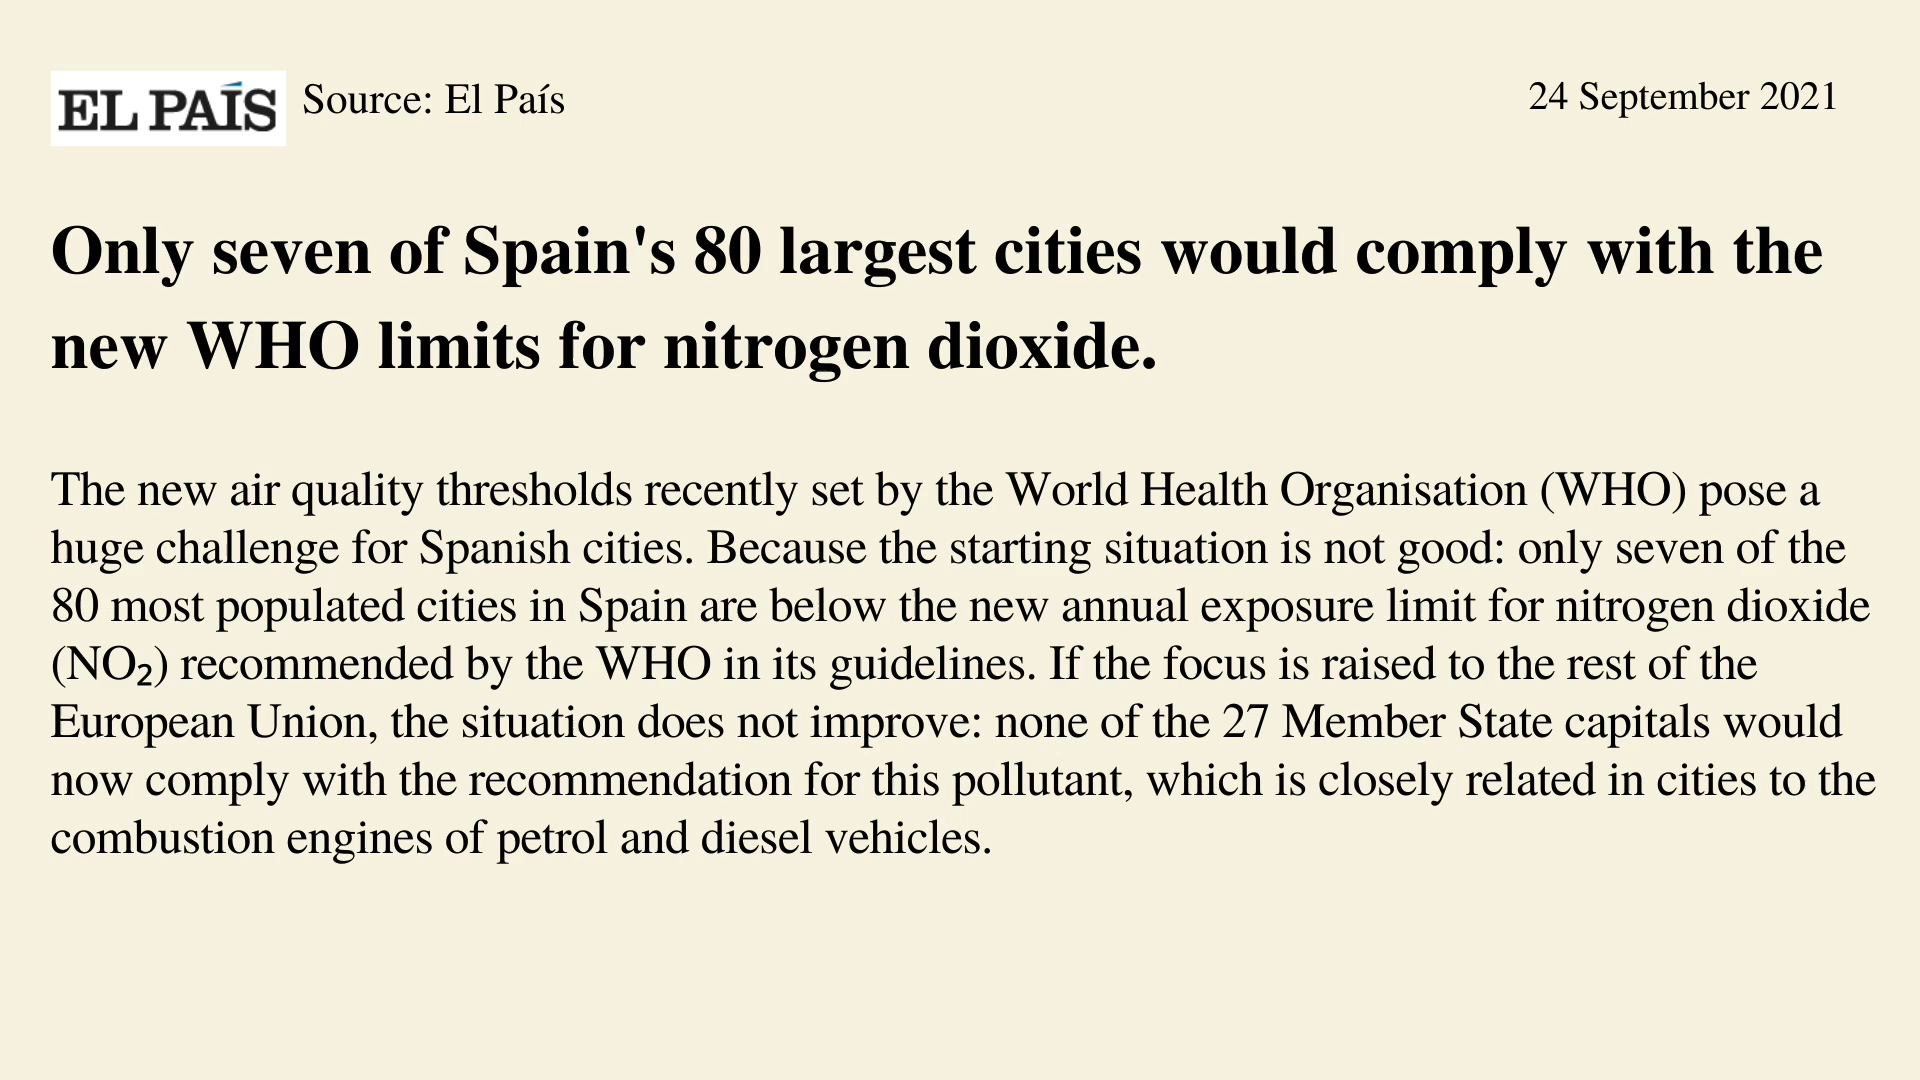 EL PAÍS Source: El País 24 September 2021
Only seven of Spain's 80 largest cities would comply with the
new WHO limits for nitrogen dioxide.
The new air quality thresholds recently set by the World Health Organisation (WHO) pose a
huge challenge for Spanish cities. Because the starting situation is not good: only seven of the
80 most populated cities in Spain are below the new annual exposure limit for nitrogen dioxide
(NO₂) recommended by the WHO in its guidelines. If the focus is raised to the rest of the
European Union, the situation does not improve: none of the 27 Member State capitals would
now comply with the recommendation for this pollutant, which is closely related in cities to the
combustion engines of petrol and diesel vehicles.